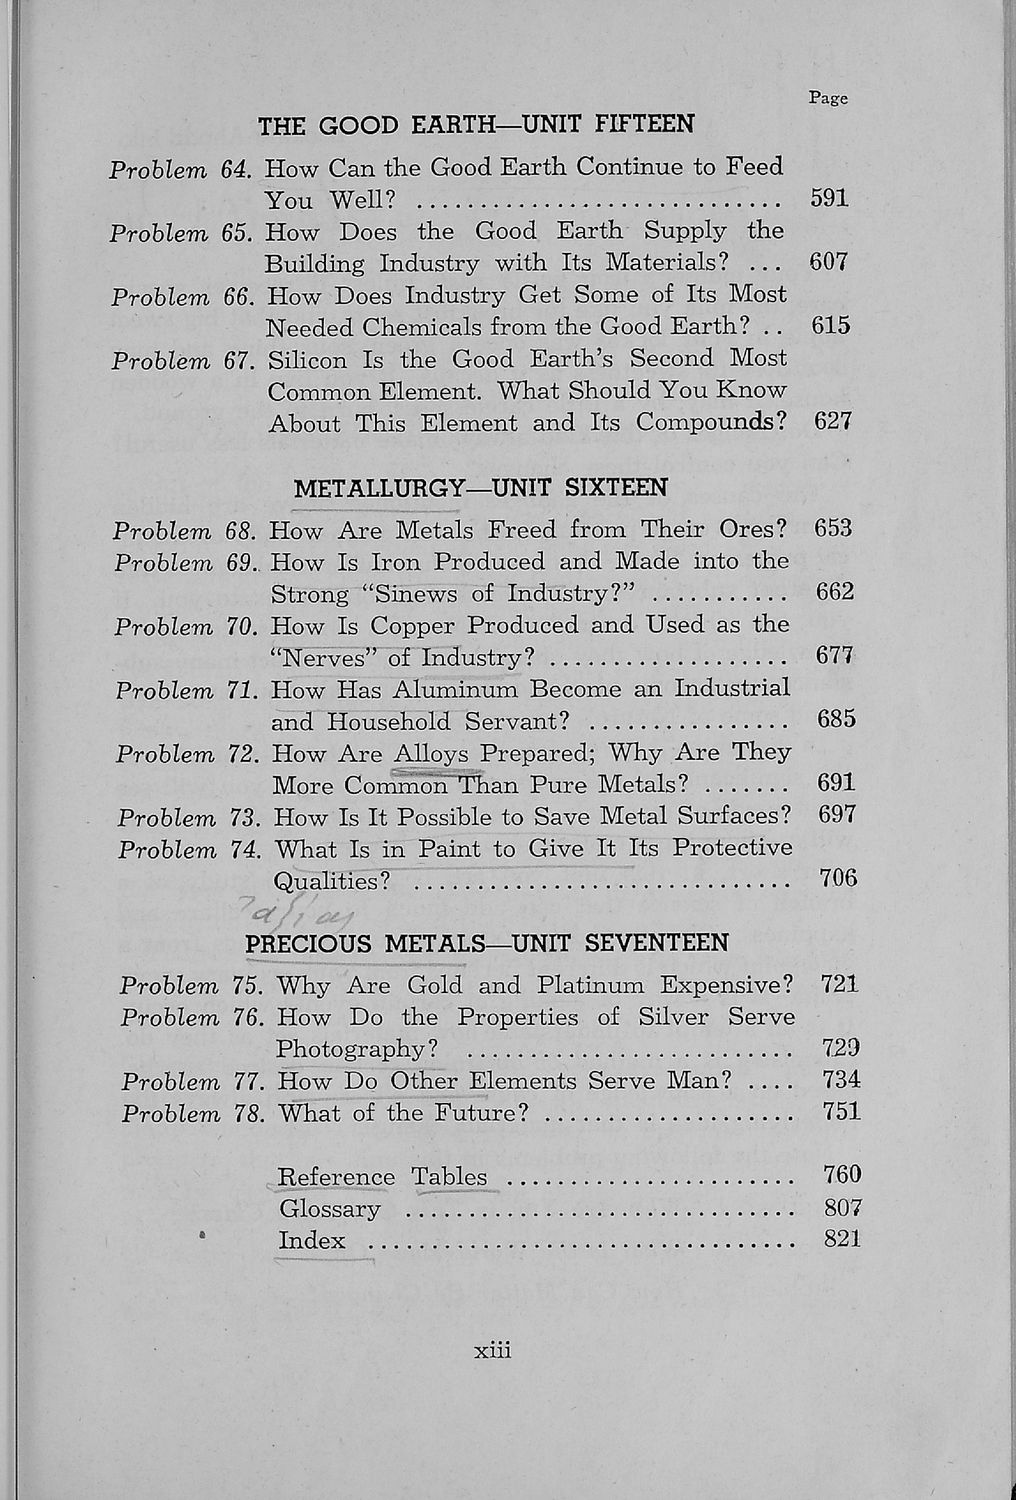 Page
THE GOOD EARTH—UNIT FIFTEEN
Problem 64. How Can the Good Earth Continue to Feed
You Well? ............................. 591
Problem 65. How Does the Good Earth Supply the
Building Industry with Its Materials? ... 607
Problem 66. How Does Industry Get Some of Its Most
Needed Chemicals from the Good Earth? .. 615
Problem 67. Silicon Is the Good Earth's Second Most
Common Element. What Should You Know
About This Element and Its Compounds? 627
METALLURGY—UNIT SIXTEEN
Problem 68. How Are Metals Freed from Their Ores? 653
Problem 69. How Is Iron Produced and Made into the
Strong “Sinews of Industry?” ........... 662
Problem 70. How Is Copper Produced and Used as the
“Nerves” of Industry? ................... 677
Problem 71. How Has Aluminum Become an Industrial
and Household Servant? ................ 685
Problem 72. How Are Alloys Prepared; Why Are They
More Common Than Pure Metals? ....... 691
Problem 73. How Is It Possible to Save Metal Surfaces? 697
Problem 74. What Is in Paint to Give It Its Protective
Qualities? .............................. 706
PRECIOUS METALS—UNIT SEVENTEEN
Problem 75. Why Are Gold and Platinum Expensive? 721
Problem 76. How Do the Properties of Silver Serve
Photography? .......................... 729
Problem 77. How Do Other Elements Serve Man? .... 734
Problem 78. What of the Future? .................... 751
Reference Tables ....................... 760
Glossary ............................... 807
Index .................................. 821
xiii